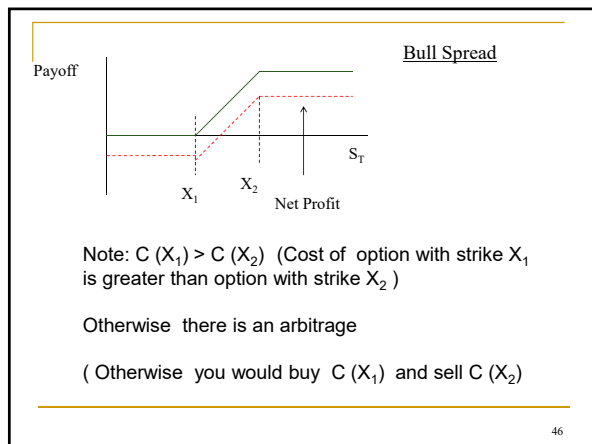 Bull Spread
Payoff
S_T
X_1
X_2
Net Profit
Note: C (X_1) > C (X_2) (Cost of option with strike X_1
is greater than option with strike X_2 )
Otherwise there is an arbitrage
( Otherwise you would buy C (X_1) and sell C (X_2)
46